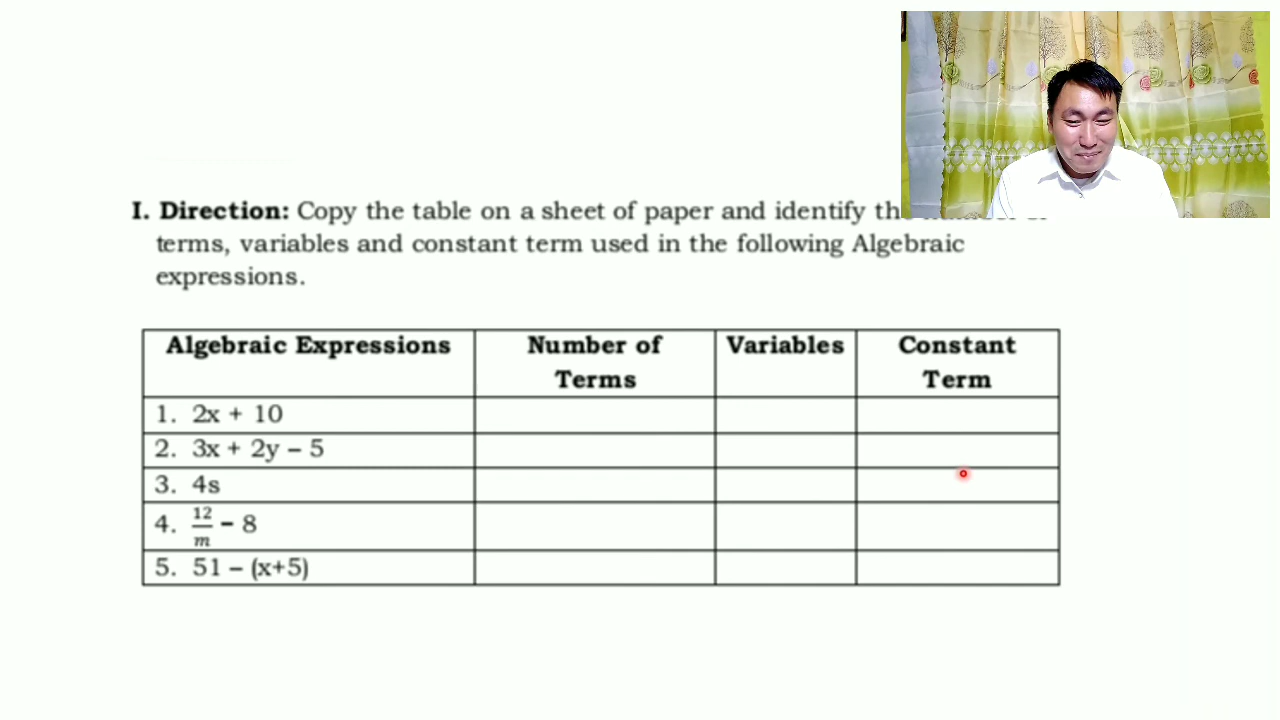 I. Direction: Copy the table on a sheet of paper and identify
terms, variables and constant term used in the following Algebraic
expressions.
Algebraic Expressions Number of Terms Variables Constant Term
1. 2x + 10
2. 3x + 2y – 5
3. 4s
4. 12/m – 8
5. 51 – (x+5)